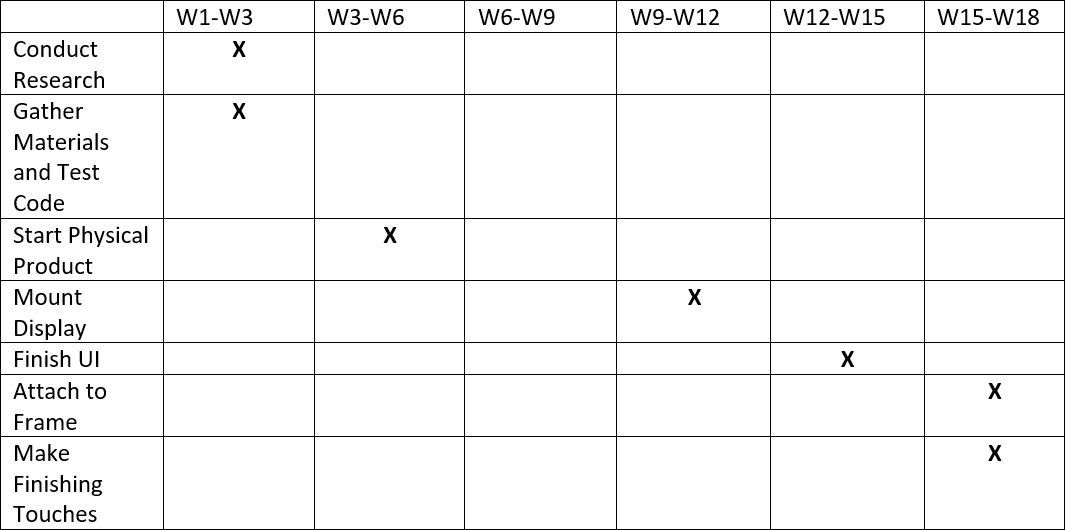 W1-W3 W3-W6 W6-W9 W9-W12 W12-W15 W15-W18
Conduct X
Research
Gather X
Materials
and Test
Code
Start Physical X
Product
Mount X
Display
Finish UI X
Attach to X
Frame
Make X
Finishing
Touches